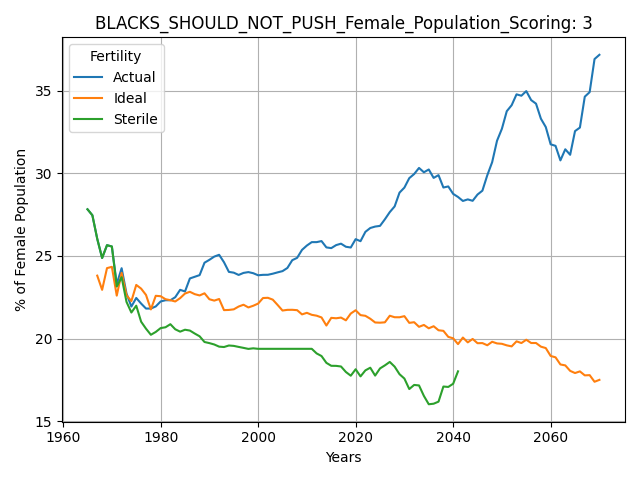 BLACKS_SHOULD_NOT_PUSH_Female_Population_Scoring: 3
Fertility
Actual
Ideal
Sterile
% of Female Population
35
30
25
20
15
1960 1980 2000 2020 2040 2060
Years